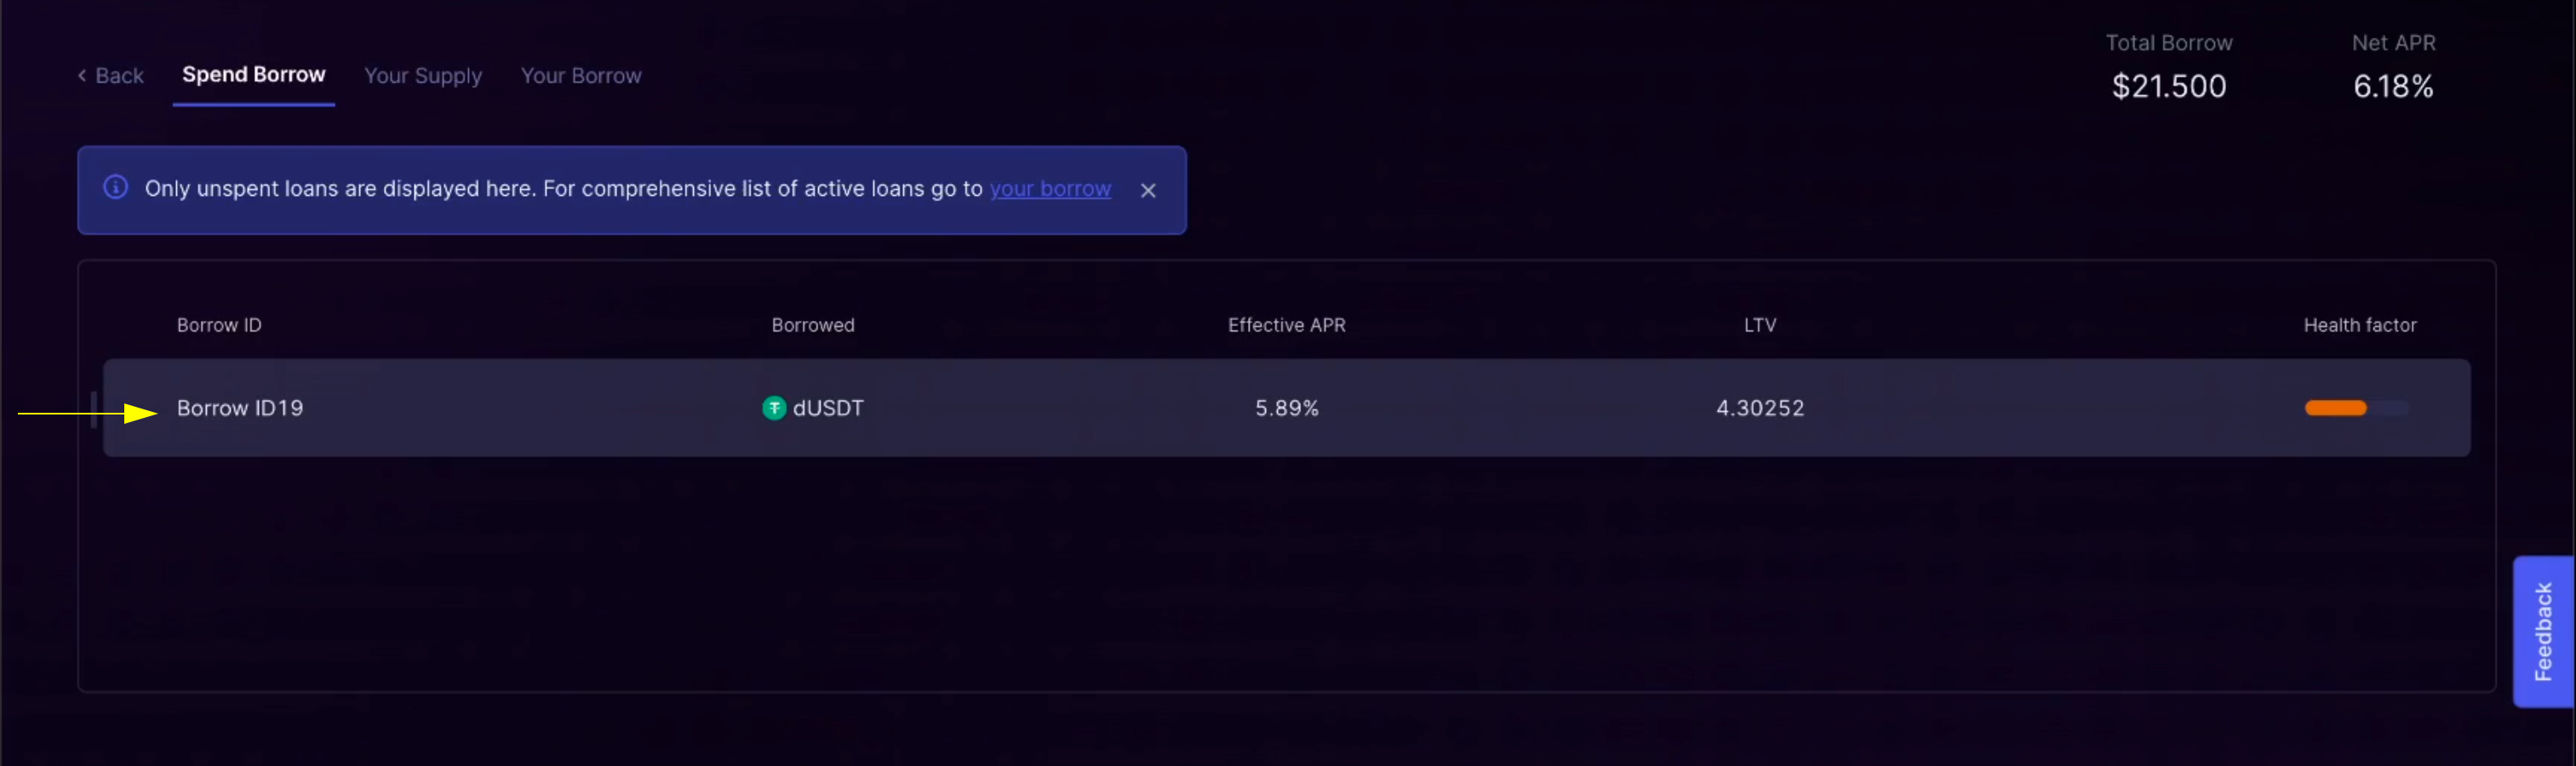 Total Borrow Net APR
Back Spend Borrow Your Supply Your Borrow
$21.500 6.18%
Only unspent loans are displayed here. For comprehensive list of active loans go to your borrow
Borrow ID Borrowed Effective APR LTV Health factor
Borrow ID19 dUSDT 5.89% 4.30252
Feedback